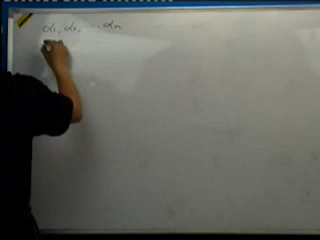 α₁, α₂, ..., αₙ